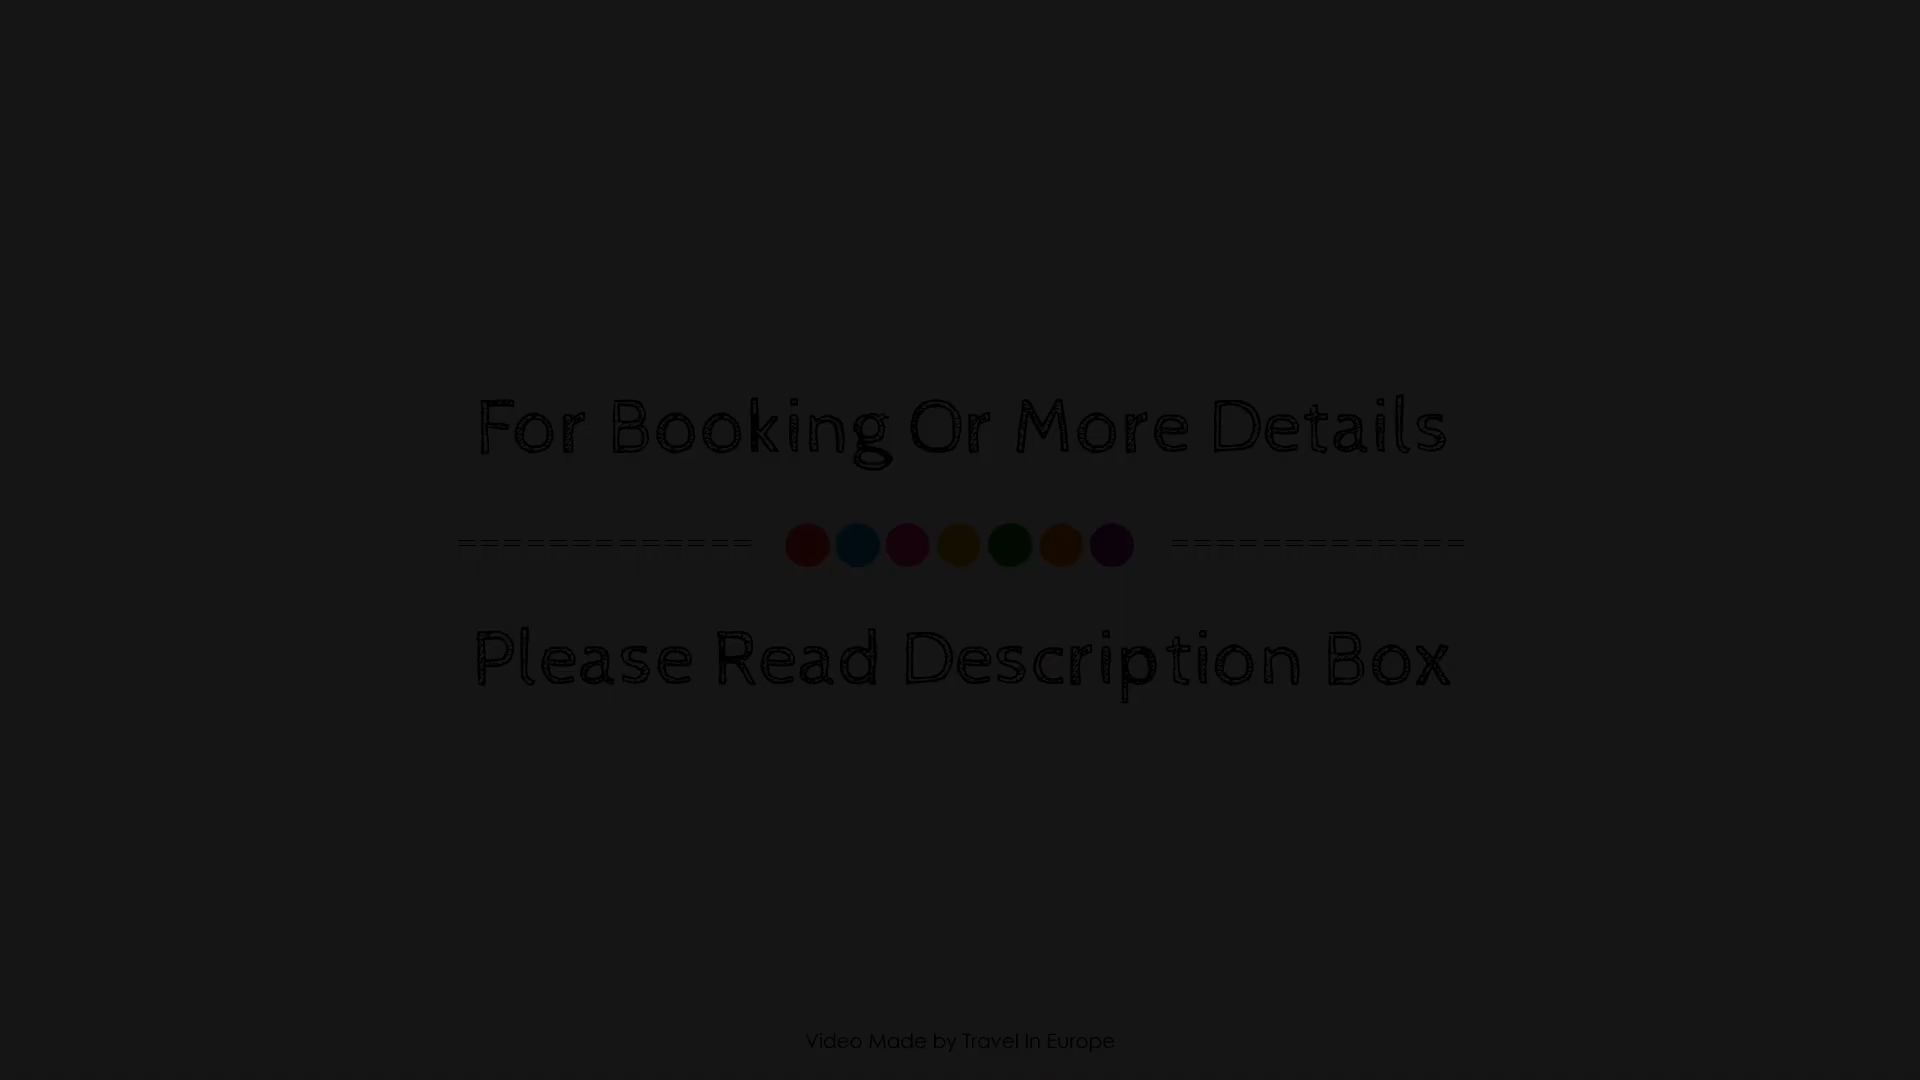 For Booking Or More Details
============= =============
Please Read Description Box
Video Made by Travel In Europe